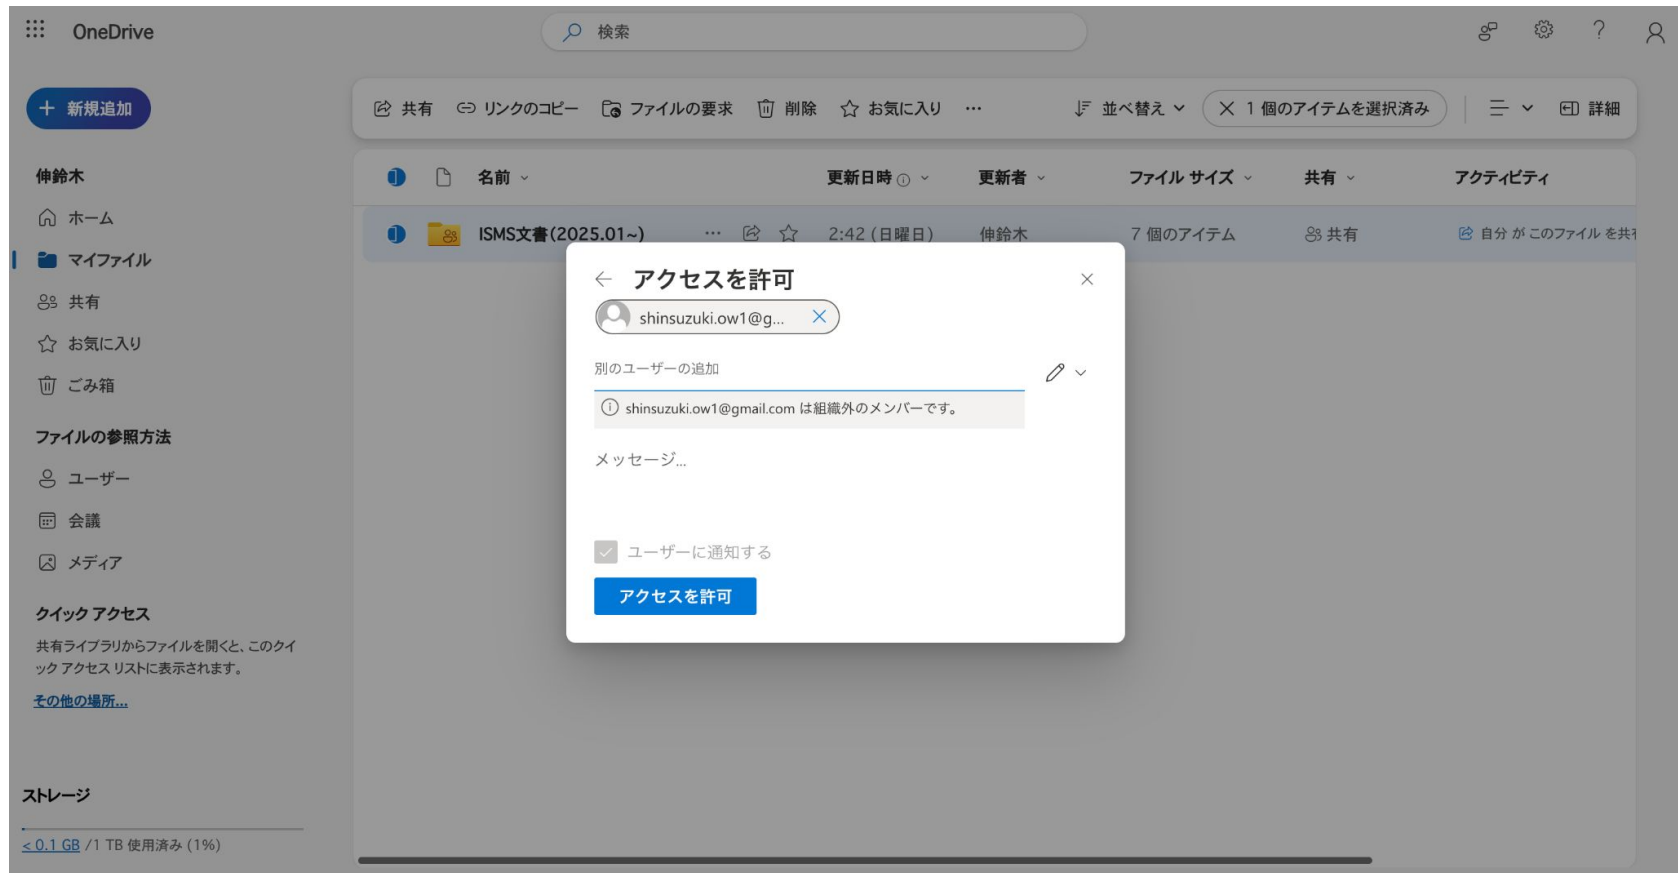 OneDrive
検索
新規追加
共有
リンクのコピー
ファイルの要求
削除
お気に入り
並べ替え
1 個のアイテムを選択済み
詳細
伸鈴木
ホーム
マイファイル
共有
お気に入り
ごみ箱
ファイルの参照方法
ユーザー
会議
メディア
クイック アクセス
共有ライブラリからファイルを開くと、このクイ
ック アクセス リストに表示されます。
その他の場所...
ストレージ
< 0.1 GB /1 TB 使用済み (1%)
名前
更新日時
更新者
ファイル サイズ
共有
アクティビティ
ISMS文書(2025.01~)
2:42 (日曜日)
伸鈴木
7 個のアイテム
共有
自分 が このファイル を共有
アクセスを許可
shinsuzuki.ow1@g...
別のユーザーの追加
shinsuzuki.ow1@gmail.com は組織外のメンバーです。
メッセージ...
ユーザーに通知する
アクセスを許可